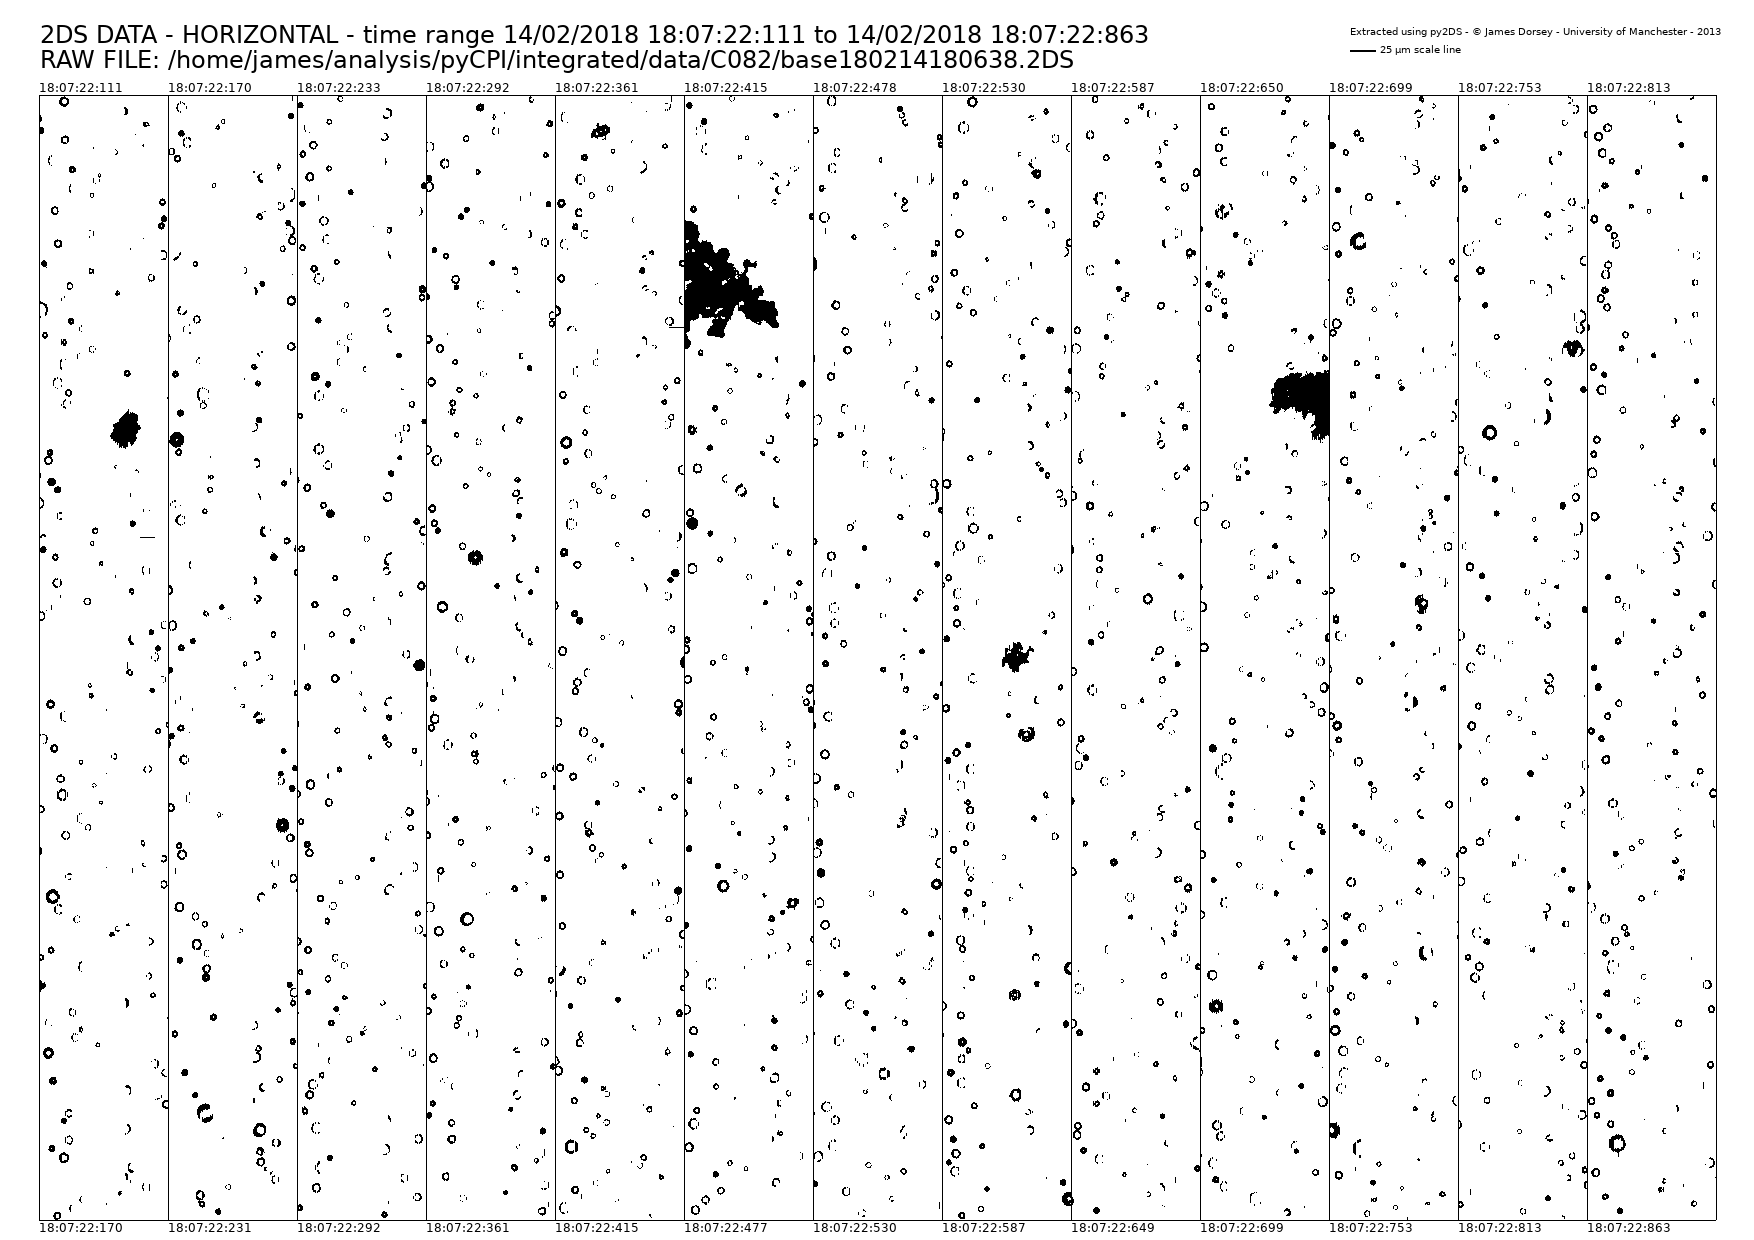 2DS DATA - HORIZONTAL - time range 14/02/2018 18:07:22:111 to 14/02/2018 18:07:22:863
RAW FILE: /home/james/analysis/pyCPI/integrated/data/C082/base180214180638.2DS
Extracted using py2DS - © James Dorsey - University of Manchester - 2013
25 µm scale line
18:07:22:111 18:07:22:170 18:07:22:233 18:07:22:292 18:07:22:361 18:07:22:415 18:07:22:478 18:07:22:530 18:07:22:587 18:07:22:650 18:07:22:699 18:07:22:753 18:07:22:813
18:07:22:170 18:07:22:231 18:07:22:292 18:07:22:361 18:07:22:415 18:07:22:477 18:07:22:530 18:07:22:587 18:07:22:649 18:07:22:699 18:07:22:753 18:07:22:813 18:07:22:863